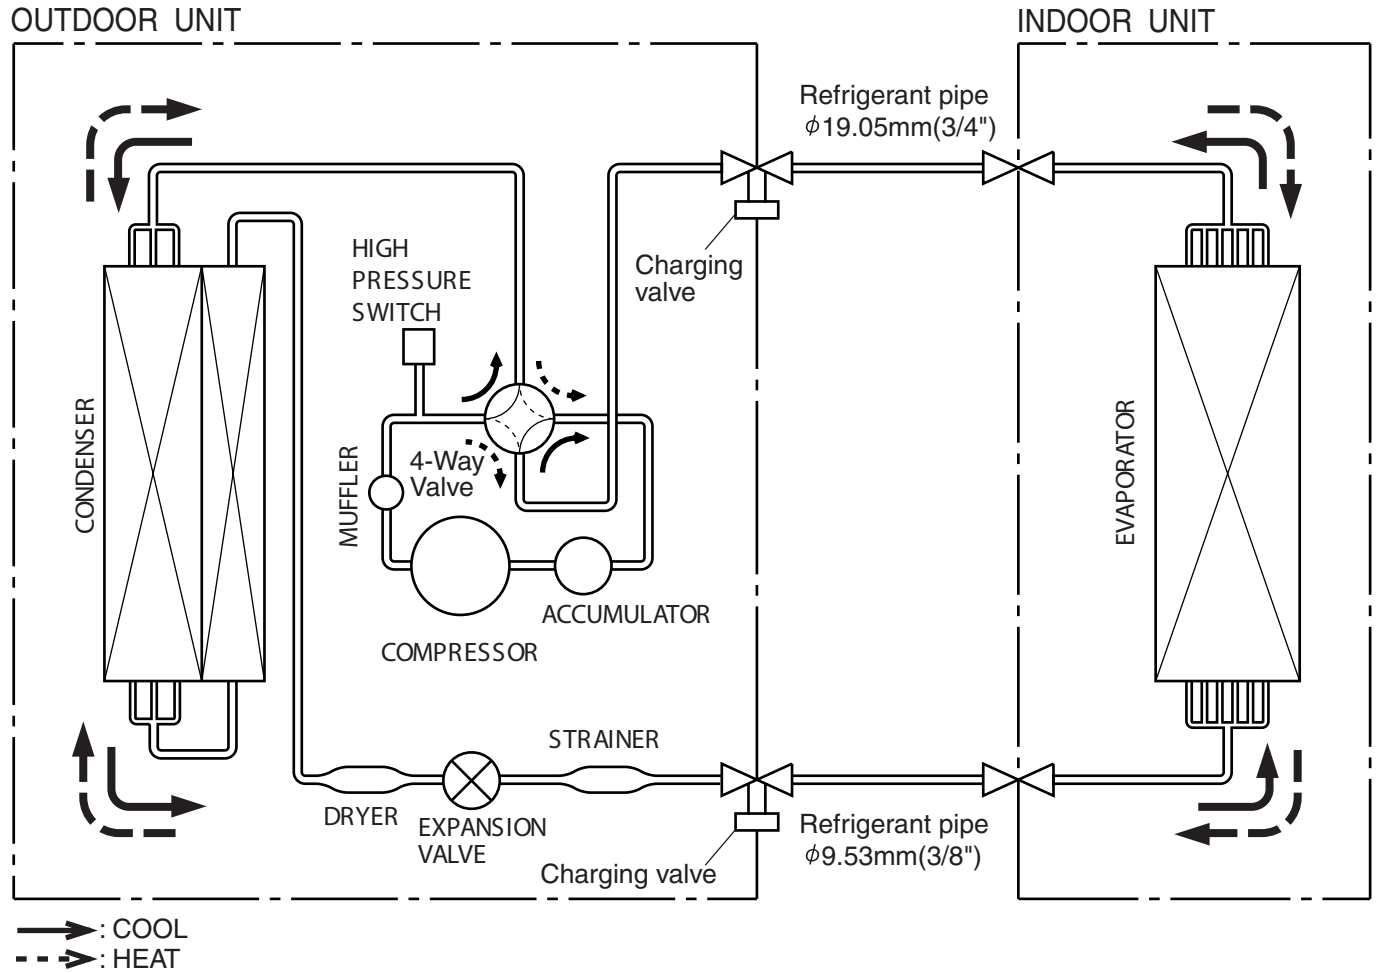 OUTDOOR UNIT
INDOOR UNIT
Refrigerant pipe
ϕ19.05mm(3/4")
HIGH
PRESSURE
SWITCH
Charging
valve
CONDENSER
MUFFLER
4-Way
Valve
EVAPORATOR
ACCUMULATOR
COMPRESSOR
STRAINER
DRYER
EXPANSION
VALVE
Refrigerant pipe
ϕ9.53mm(3/8")
Charging valve
: COOL
: HEAT